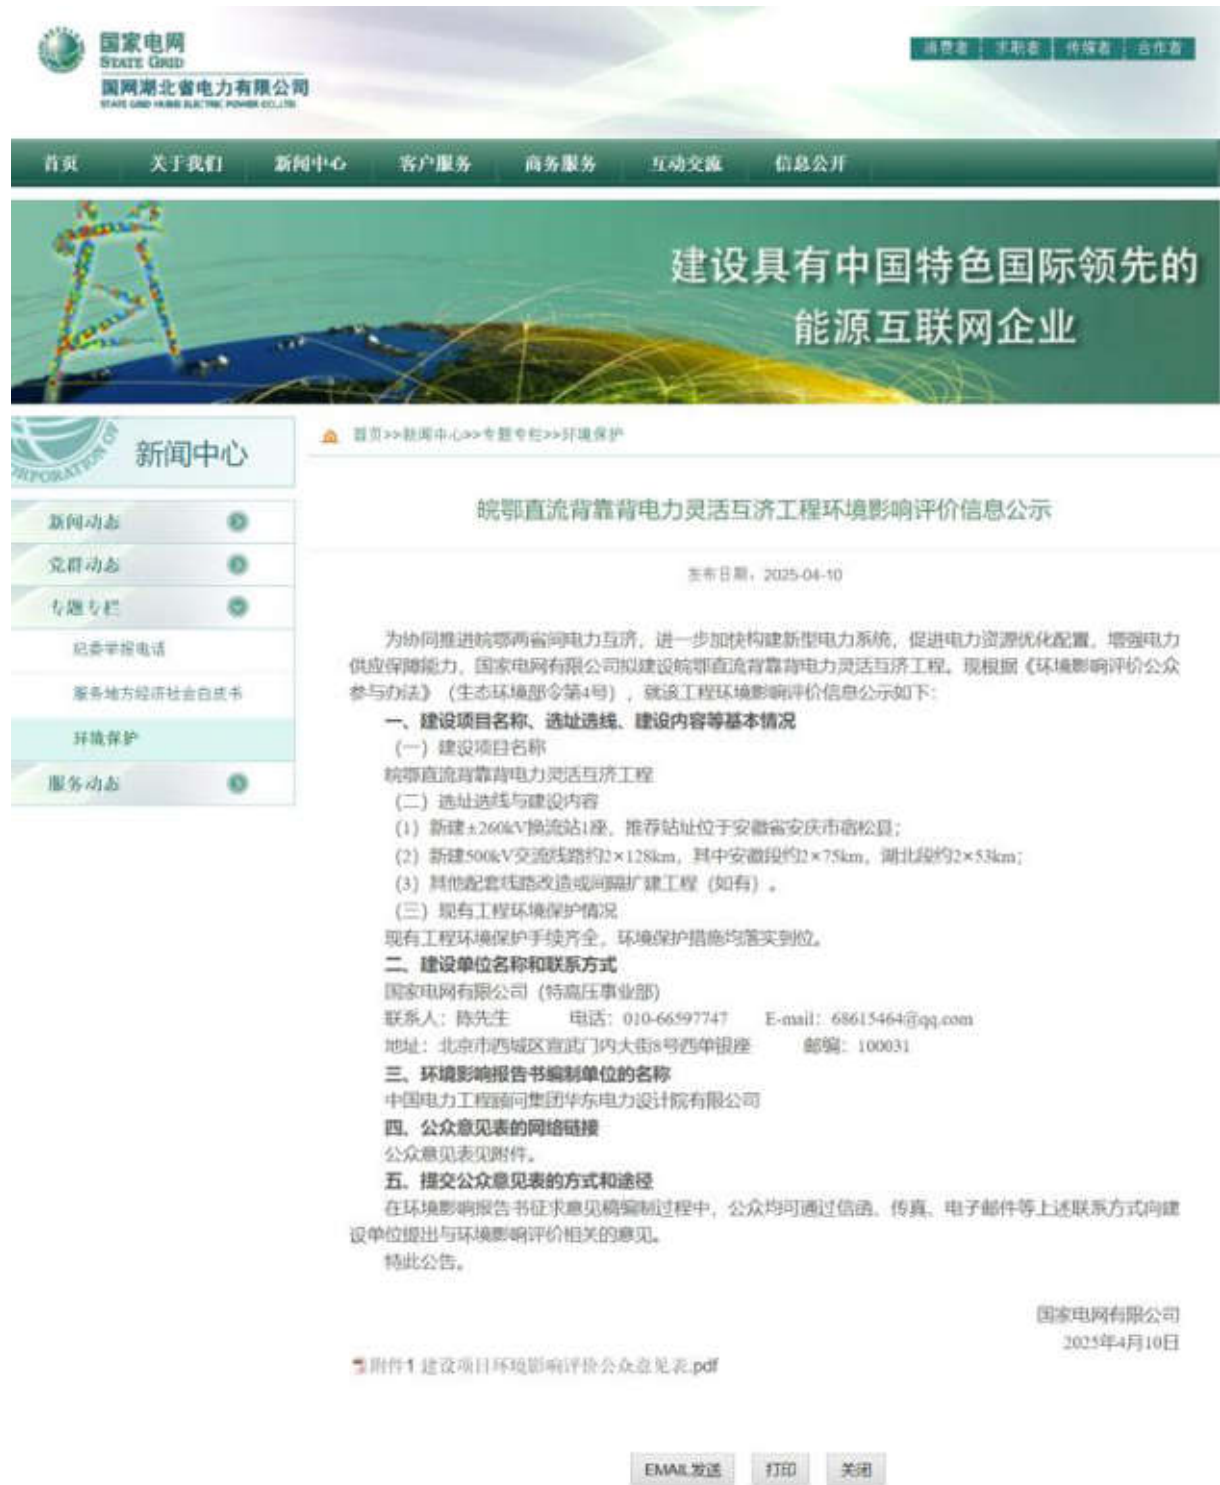 国家电网
STATE GRID
国网湖北省电力有限公司
STATE GRID HUBEI ELECTRIC POWER CO.,LTD
消费者 求职者 传媒者 合作者
首页 关于我们 新闻中心 客户服务 商务服务 互动交流 信息公开
建设具有中国特色国际领先的
能源互联网企业
CORPORATION OF
新闻中心
新闻动态
党群动态
专题专栏
纪委举报电话
服务地方经济社会白皮书
环境保护
服务动态
首页>>新闻中心>>专题专栏>>环境保护
皖鄂直流背靠背电力灵活互济工程环境影响评价信息公示
发布日期：2025-04-10
为协同推进皖鄂两省间电力互济，进一步加快构建新型电力系统，促进电力资源优化配置，增强电力
供应保障能力，国家电网有限公司拟建设皖鄂直流背靠背电力灵活互济工程。现根据《环境影响评价公众
参与办法》（生态环境部令第4号），就该工程环境影响评价信息公示如下：
一、建设项目名称、选址选线、建设内容等基本情况
（一）建设项目名称
皖鄂直流背靠背电力灵活互济工程
（二）选址选线与建设内容
（1）新建±260kV换流站1座，推荐站址位于安徽省安庆市宿松县；
（2）新建500kV交流线路约2×128km，其中安徽段约2×75km，湖北段约2×53km；
（3）其他配套线路改造或间隔扩建工程（如有）。
（三）现有工程环境保护情况
现有工程环境保护手续齐全，环境保护措施均落实到位。
二、建设单位名称和联系方式
国家电网有限公司（特高压事业部）
联系人：陈先生 电话：010-66597747 E-mail：68615464@qq.com
地址：北京市西城区宣武门内大街8号西单银座 邮编：100031
三、环境影响报告书编制单位的名称
中国电力工程顾问集团华东电力设计院有限公司
四、公众意见表的网络链接
公众意见表见附件。
五、提交公众意见表的方式和途径
在环境影响报告书征求意见稿编制过程中，公众均可通过信函、传真、电子邮件等上述联系方式向建
设单位提出与环境影响评价相关的意见。
特此公告。
国家电网有限公司
2025年4月10日
附件1 建设项目环境影响评价公众意见表.pdf
EMAIL发送 打印 关闭